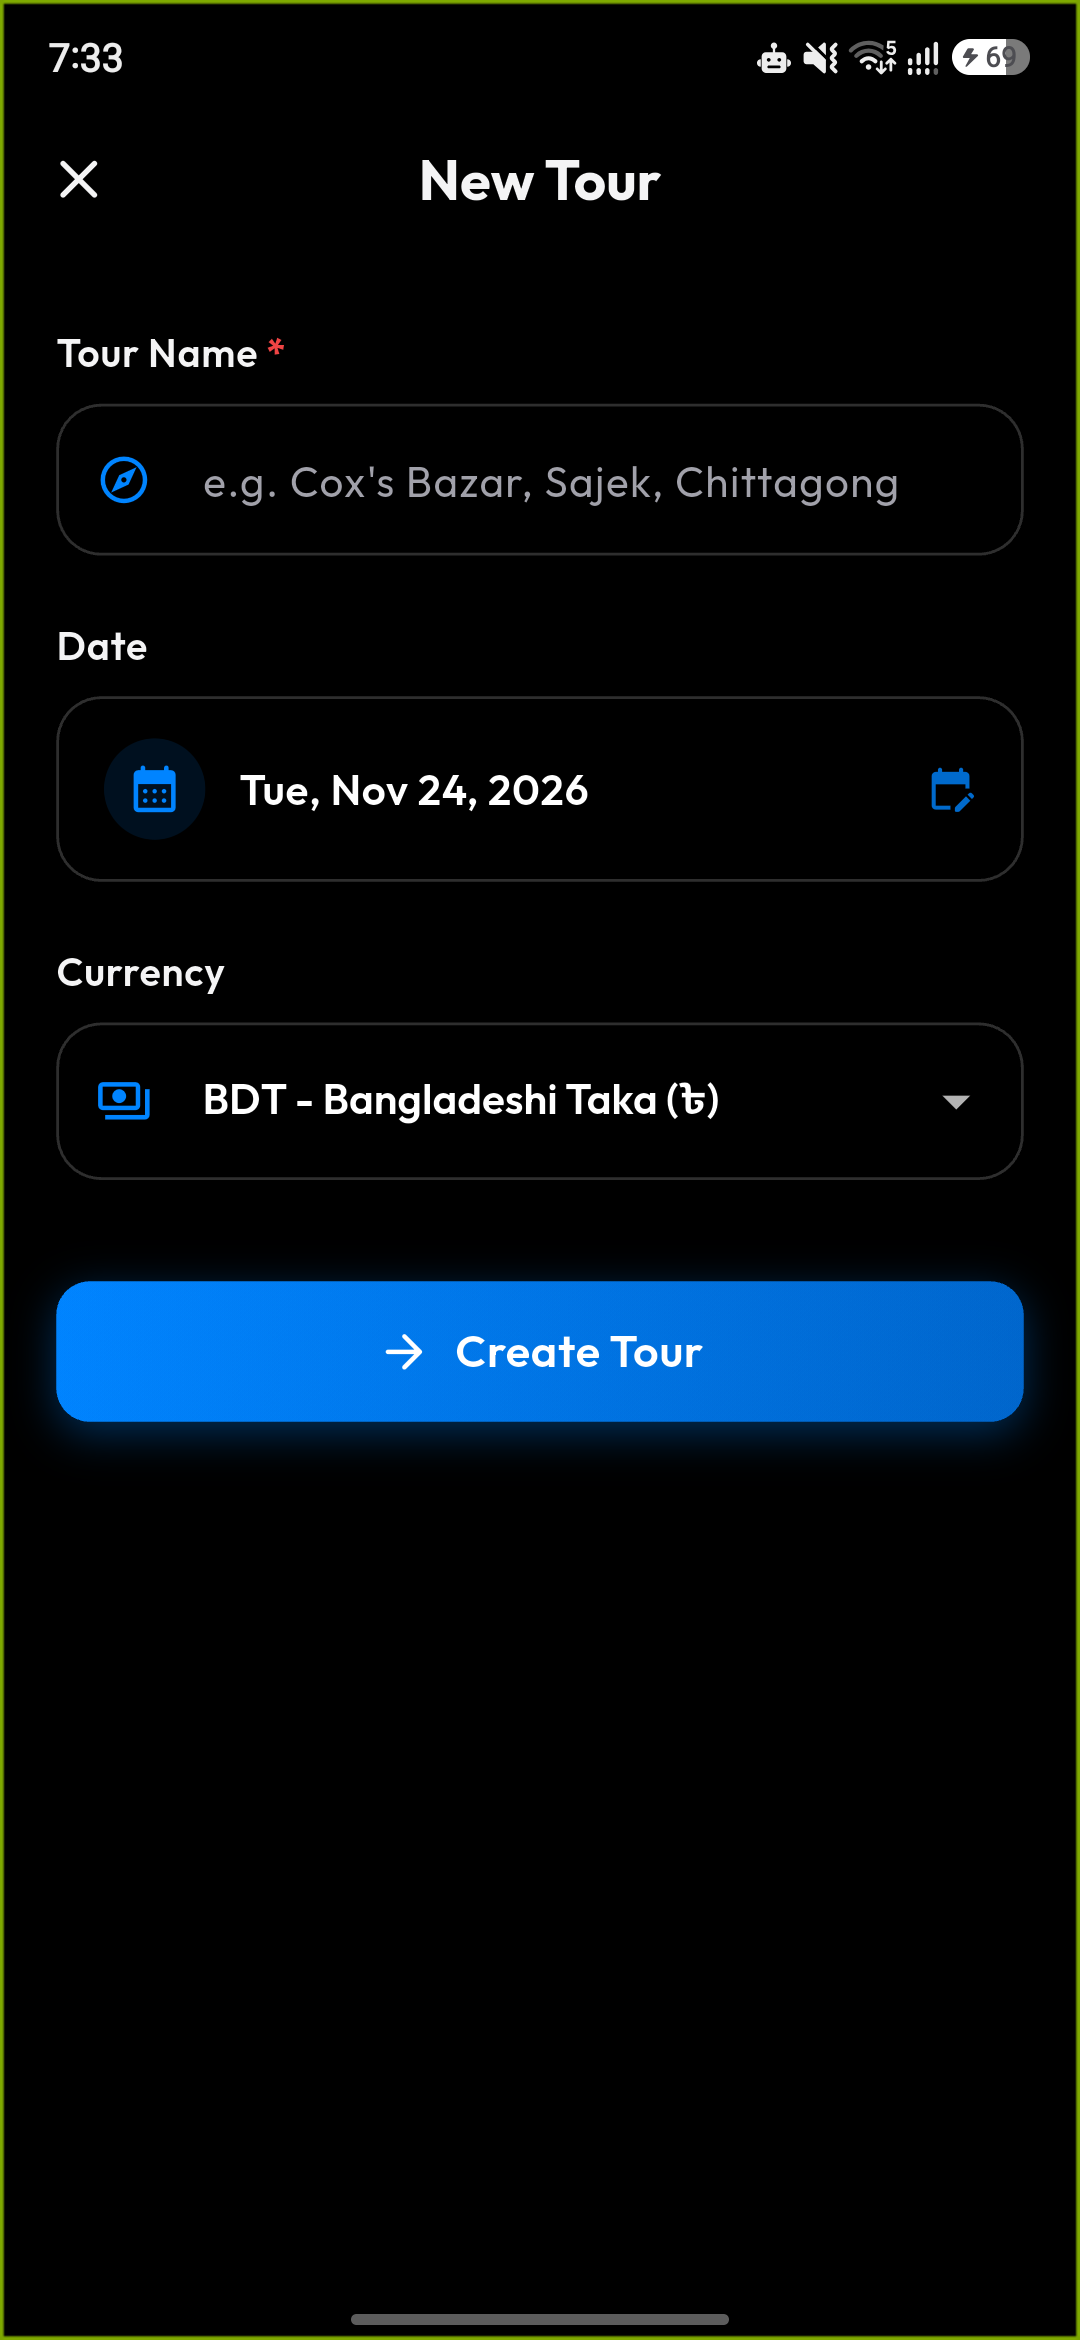 7:33
5
69
New Tour
Tour Name *
e.g. Cox's Bazar, Sajek, Chittagong
Date
Tue, Nov 24, 2026
Currency
BDT - Bangladeshi Taka (৳)
Create Tour